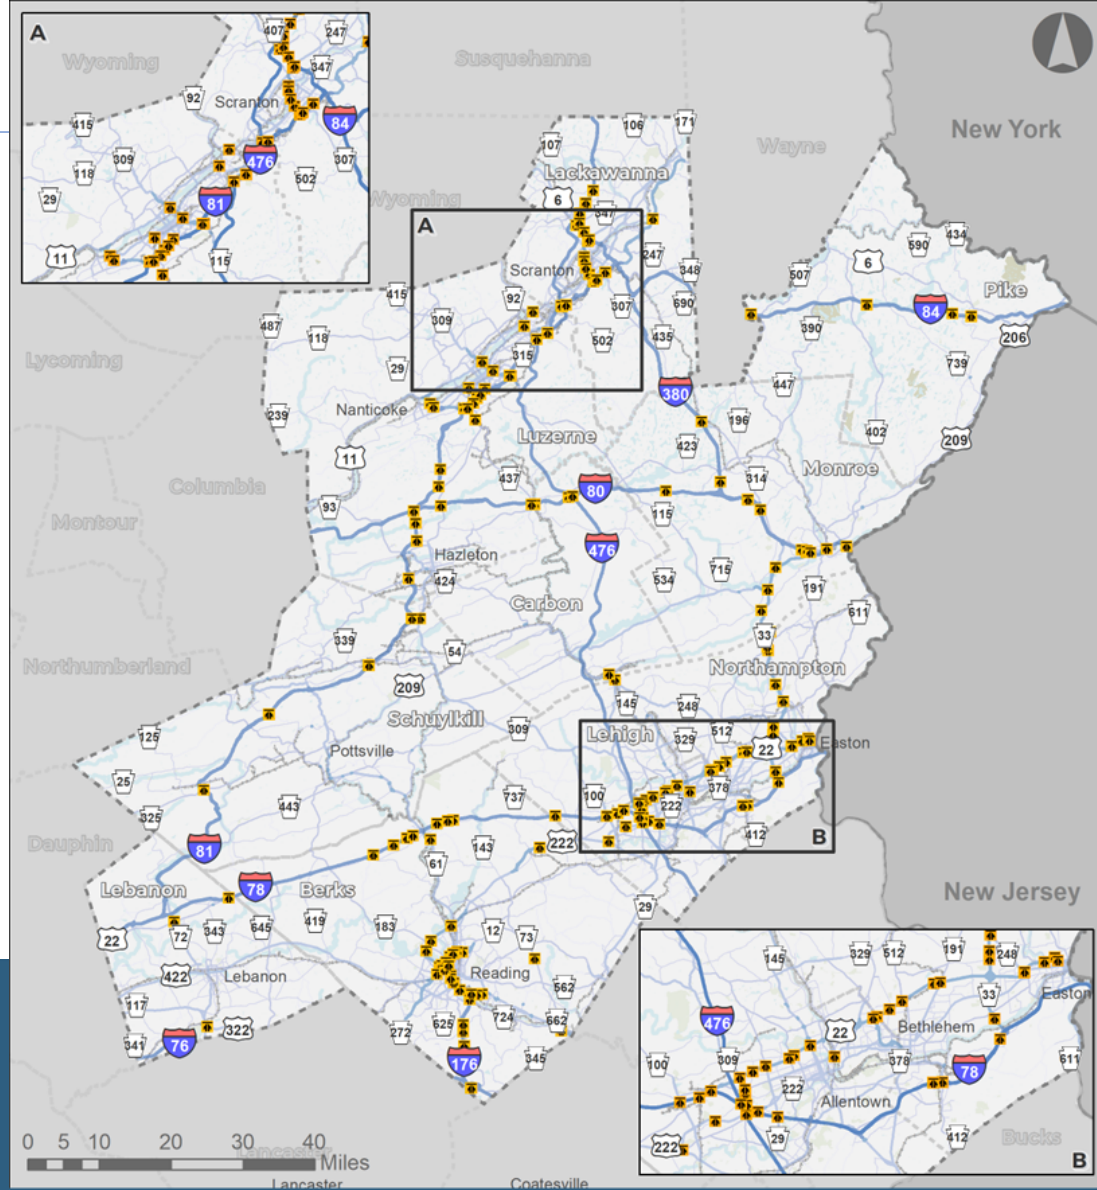 A
Wyoming
407
247
347
92
Scranton
84
415
309
118
307
476
502
29
81
11
115
Susquehanna
New York
106
171
107
Wayne
Lackawanna
Wyoming
6
347
A
434
590
247
6
Scranton
348
507
Pike
415
92
307
690
84
309
487
118
390
206
502
435
315
29
739
Lycoming
447
380
Nanticoke
239
196
402
Luzerne
209
423
11
Monroe
437
314
Columbia
80
93
115
Montour
476
Hazleton
424
534
715
191
Carbon
611
339
33
54
Northumberland
Northampton
209
145
248
Schuylkill
309
512
125
Lehigh
329
22
Easton
Pottsville
25
378
737
100
443
222
325
412
Dauphin
81
222
143
B
61
78
Lebanon
Berks
New Jersey
29
419
645
343
183
12
22
72
73
145
329
512
191
248
422
Lebanon
Reading
562
33
Easton
117
476
724
22
Bethlehem
625
662
272
322
341
76
309
378
611
100
345
176
78
222
Allentown
29
412
Bucks
222
B
0 5 10 20 30 40
Miles
Lancaster
Lancaster
Coatesville